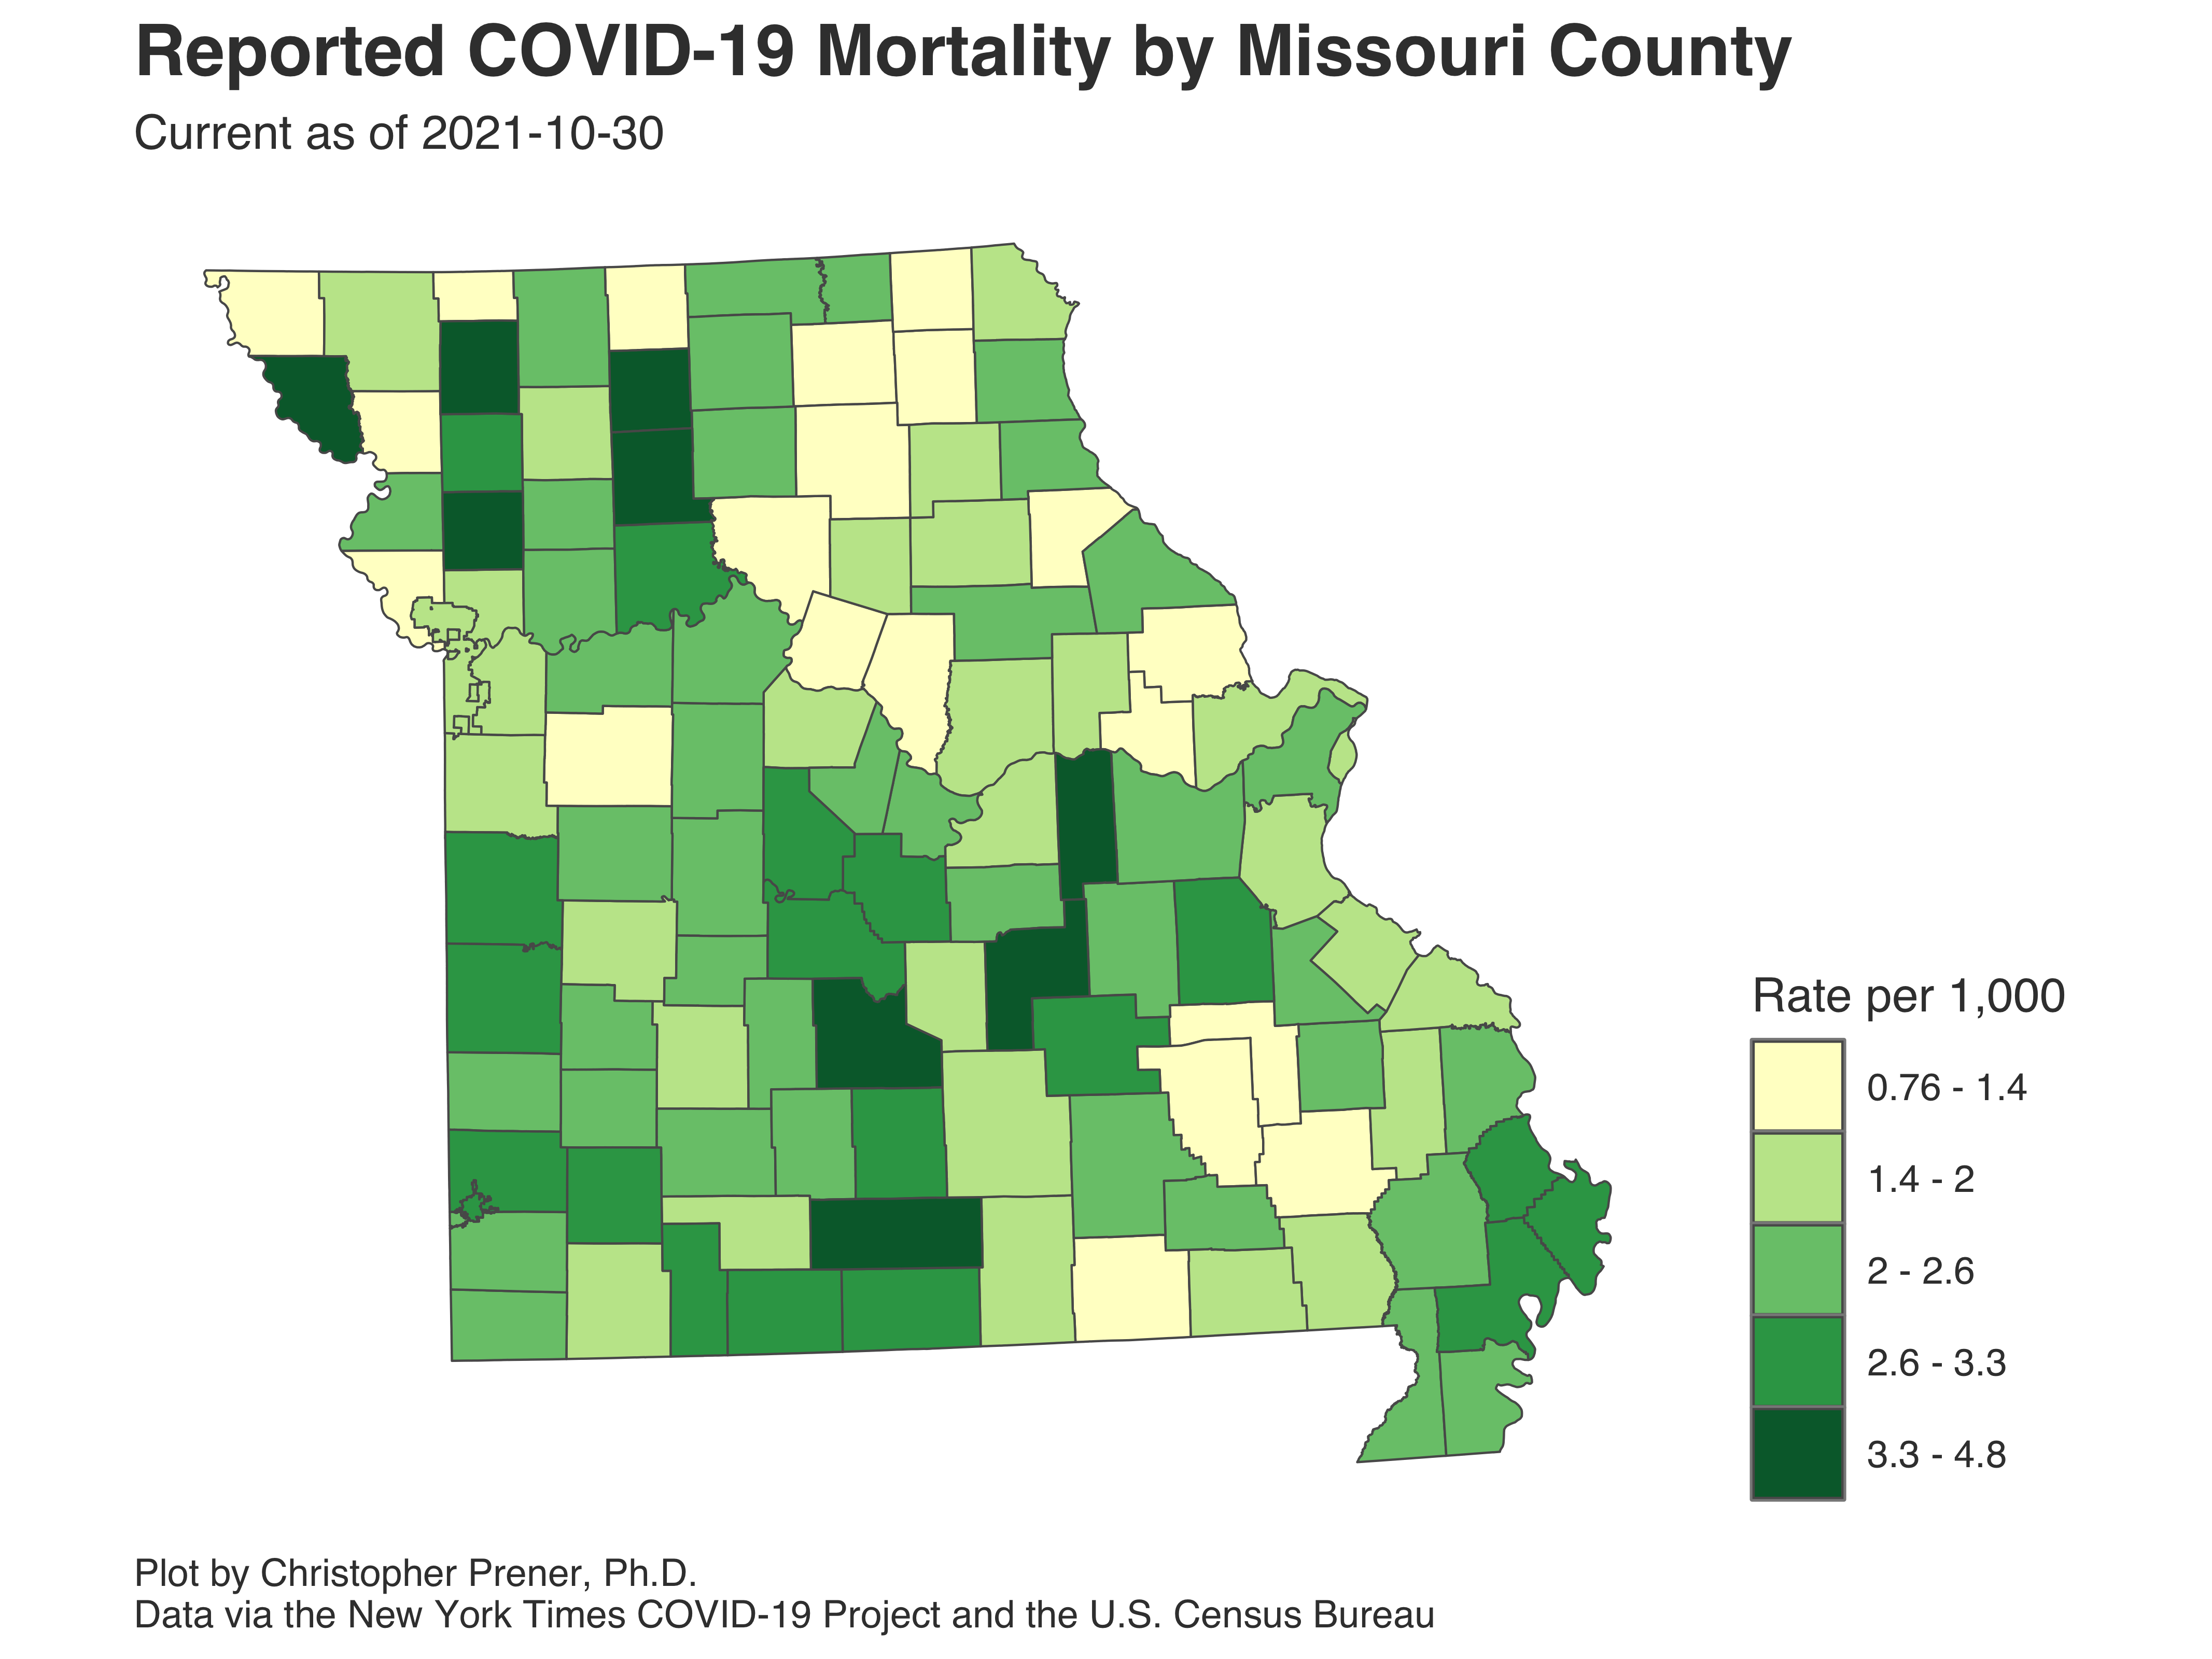 Reported COVID-19 Mortality by Missouri County
Current as of 2021-10-30
Rate per 1,000
0.76 - 1.4
1.4 - 2
2 - 2.6
2.6 - 3.3
3.3 - 4.8
Plot by Christopher Prener, Ph.D.
Data via the New York Times COVID-19 Project and the U.S. Census Bureau